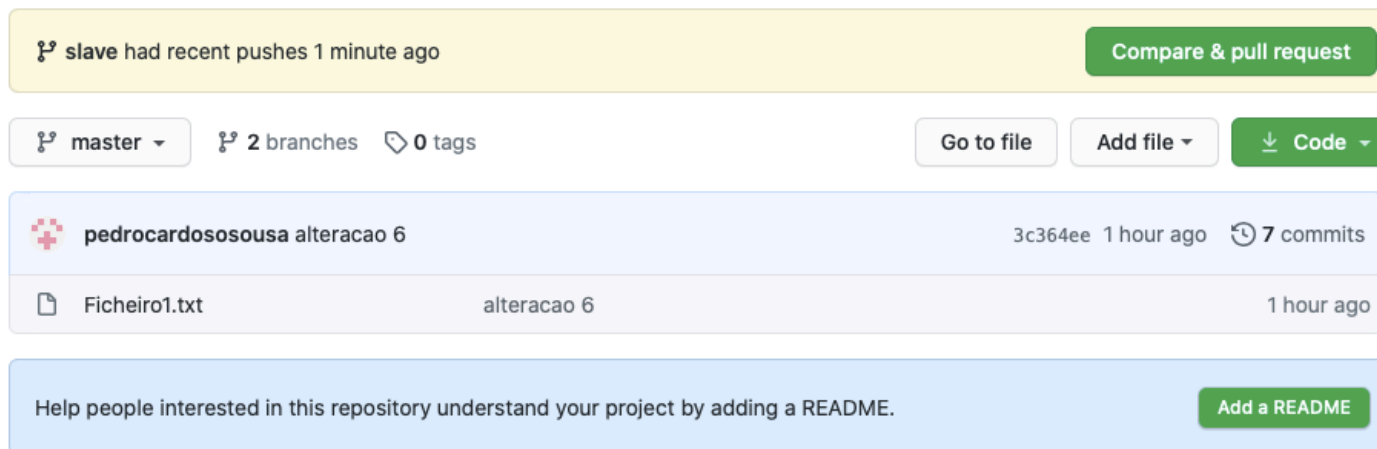 slave had recent pushes 1 minute ago Compare & pull request
master 2 branches 0 tags Go to file Add file Code
pedrocardososousa alteracao 6 3c364ee 1 hour ago 7 commits
Ficheiro1.txt alteracao 6 1 hour ago
Help people interested in this repository understand your project by adding a README. Add a README